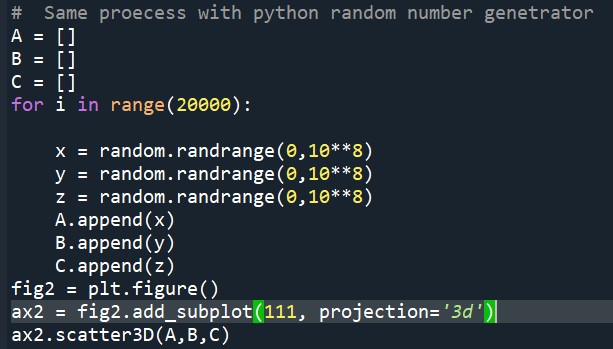 #  Same proecess with python random number genetrator
A = []
B = []
C = []
for i in range(20000):
    x = random.randrange(0,10**8)
    y = random.randrange(0,10**8)
    z = random.randrange(0,10**8)
    A.append(x)
    B.append(y)
    C.append(z)
fig2 = plt.figure()
ax2 = fig2.add_subplot(111, projection='3d')
ax2.scatter3D(A,B,C)